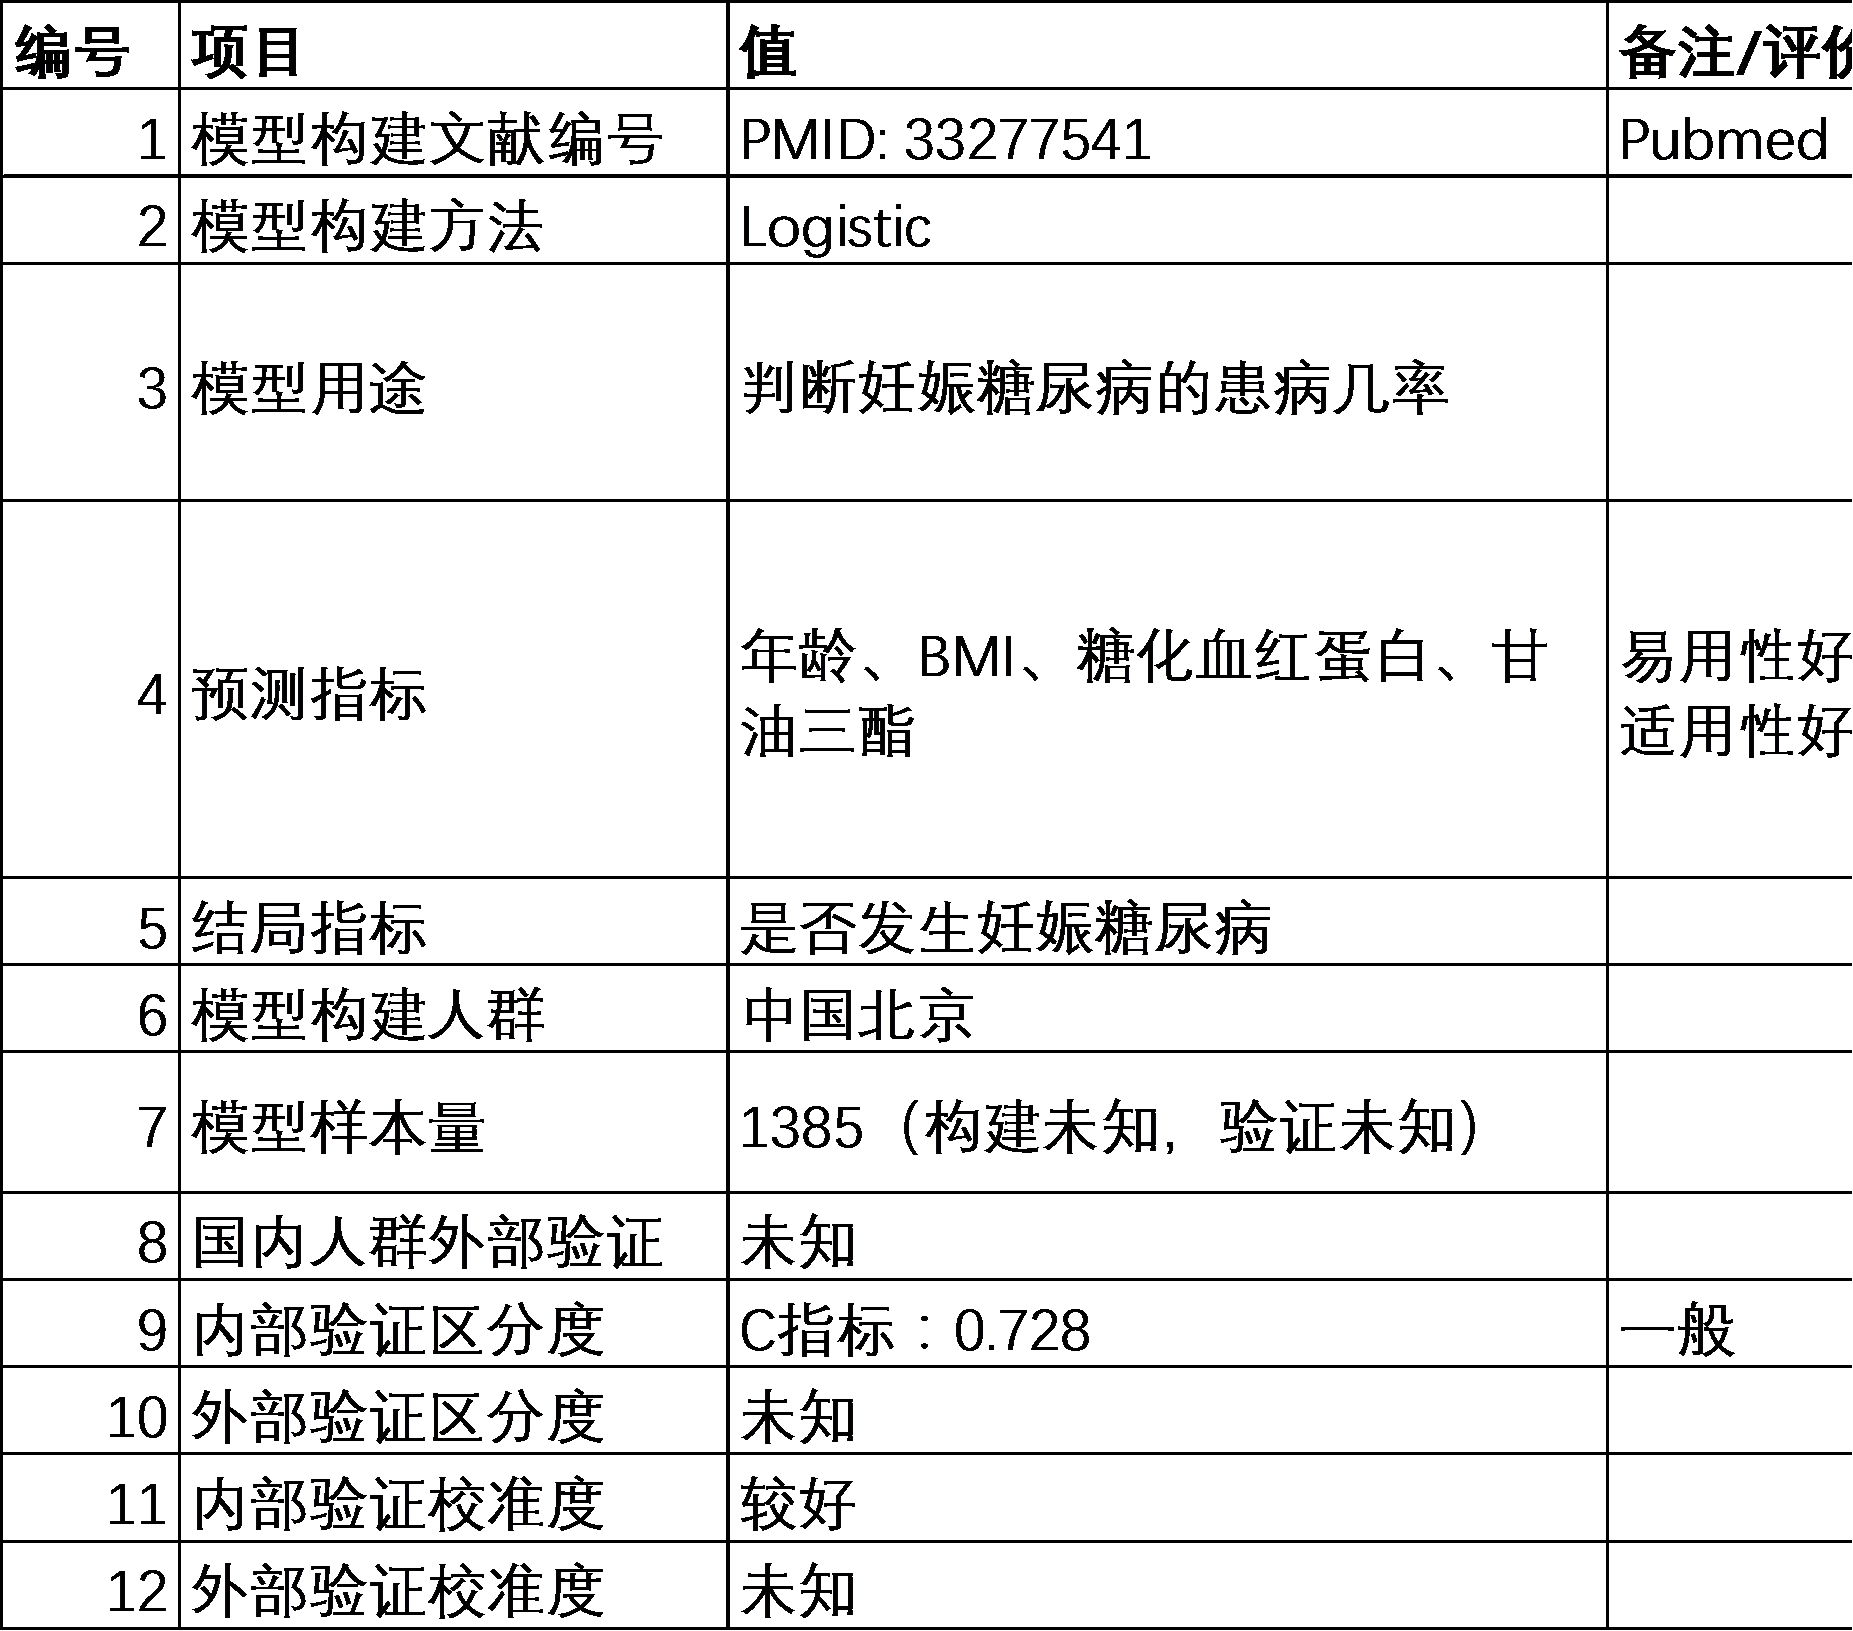 编号 项目 值 备注/评价
1 模型构建文献编号 PMID: 33277541 Pubmed
2 模型构建方法 Logistic
3 模型用途 判断妊娠糖尿病的患病几率
4 预测指标 年龄、BMI、糖化血红蛋白、甘 易用性好
油三酯 适用性好
5 结局指标 是否发生妊娠糖尿病
6 模型构建人群 中国北京
7 模型样本量 1385（构建未知，验证未知）
8 国内人群外部验证 未知
9 内部验证区分度 C指标：0.728 一般
10 外部验证区分度 未知
11 内部验证校准度 较好
12 外部验证校准度 未知